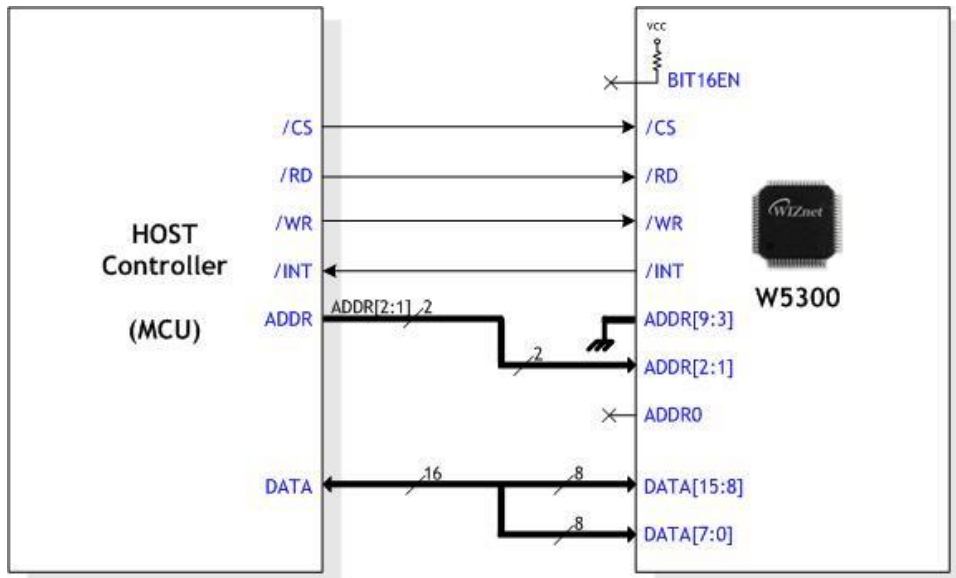 vcc
BIT16EN
/CS
/CS
/RD
/RD
/WR
/WR
HOST
Controller
(MCU)
/INT
/INT
WIZnet
W5300
ADDR
ADDR[2:1]
2
ADDR[9:3]
2
ADDR[2:1]
ADDR0
DATA
16
8
DATA[15:8]
8
DATA[7:0]